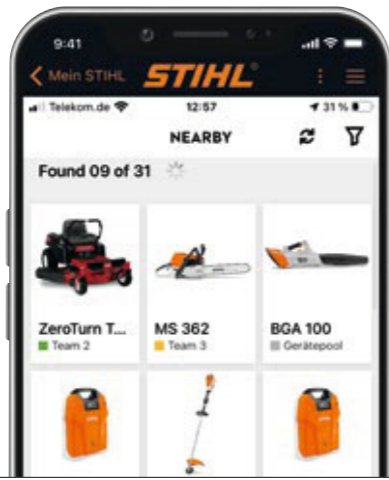 9:41
Mein STIHL STIHL®
Telekom.de 12:57 31 %
NEARBY
Found 09 of 31
ZeroTurn T... MS 362 BGA 100
Team 2 Team 3 Gerätepool